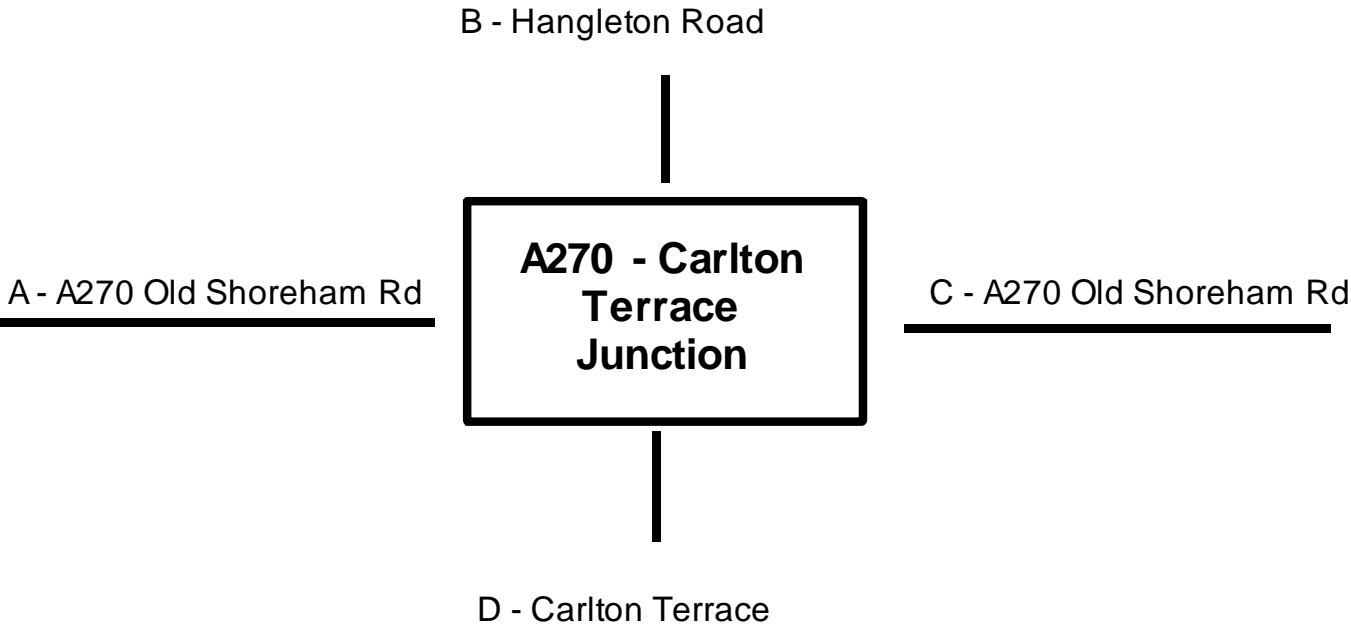 B - Hangleton Road
A - A270 Old Shoreham Rd
A270 - Carlton
Terrace
Junction
C - A270 Old Shoreham Rd
D - Carlton Terrace